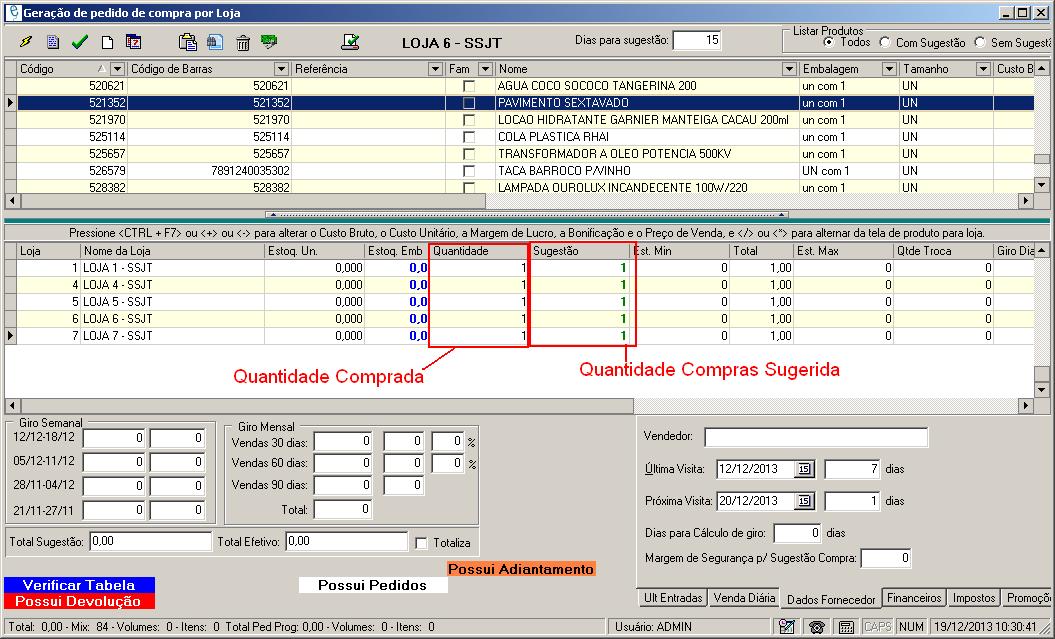 Geração de pedido de compra por Loja
LOJA 6 - SSJT
Dias para sugestão: 15
Listar Produtos
Todos Com Sugestão Sem Sugestã
Código Código de Barras Referência Fam Nome Embalagem Tamanho Custo B
520621 520621 AGUA COCO SOCOCO TANGERINA 200 un com 1 UN
521352 521352 PAVIMENTO SEXTAVADO un com 1 UN
521970 521970 LOCAO HIDRATANTE GARNIER MANTEIGA CACAU 200ml un com 1 UN
525114 525114 COLA PLASTICA RHAI un com 1 UN
525657 525657 TRANSFORMADOR A OLEO POTENCIA 500KV un com 1 UN
526579 7891240035302 TACA BARROCO P/VINHO UN com 1 UN
528382 528382 LAMPADA OUROLUX INCANDECENTE 100W/220 un com 1 UN
Pressione <CTRL + F7> ou <+> ou <-> para alterar o Custo Bruto, o Custo Unitário, a Margem de Lucro, a Bonificação e o Preço de Venda, e </> ou <*> para alternar da tela de produto para loja.
Loja Nome da Loja Estoq. Un. Estoq. Emb Quantidade Sugestão Est. Min Total Est. Max Qtde Troca Giro Dia
1 LOJA 1 - SSJT 0,000 0,0 1 1 0 1,00 0 0
4 LOJA 4 - SSJT 0,000 0,0 1 1 0 1,00 0 0
5 LOJA 5 - SSJT 0,000 0,0 1 1 0 1,00 0 0
6 LOJA 6 - SSJT 0,000 0,0 1 1 0 1,00 0 0
7 LOJA 7 - SSJT 0,000 0,0 1 1 0 1,00 0 0
Quantidade Comprada
Quantidade Compras Sugerida
Giro Semanal
12/12-18/12 0 0
05/12-11/12 0 0
28/11-04/12 0 0
21/11-27/11 0 0
Giro Mensal
Vendas 30 dias: 0 0 0 %
Vendas 60 dias: 0 0 0 %
Vendas 90 dias: 0 0
Total: 0
Total Sugestão: 0,00 Total Efetivo: 0,00 Totaliza
Vendedor:
Última Visita: 12/12/2013 15 7 dias
Próxima Visita: 20/12/2013 15 1 dias
Dias para Cálculo de giro: 0 dias
Margem de Segurança p/ Sugestão Compra: 0
Possui Adiantamento
Verificar Tabela
Possui Pedidos
Possui Devolução
Ult Entradas Venda Diária Dados Fornecedor Financeiros Impostos Promoçõ
Total: 0,00 - Mix: 84 - Volumes: 0 - Itens: 0 Total Ped Prog: 0,00 - Volumes: 0 - Itens: 0 Usuário: ADMIN CAPS NUM 19/12/2013 10:30:41